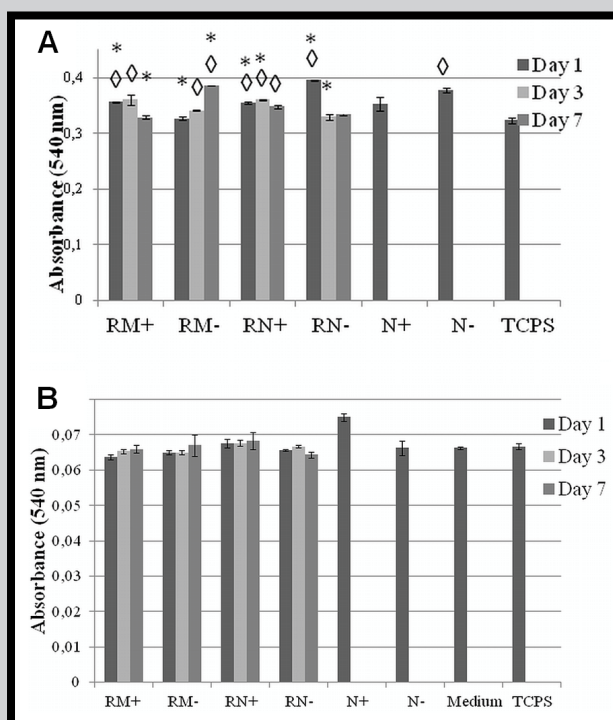 A
* * * * * * * *
◊ ◊ ◊ ◊ ◊ ◊ ◊ ◊ ◊ ◊
Absorbance (540 nm)
0,4
0,3
0,2
0,1
0
Day 1
Day 3
Day 7
RM+ RM- RN+ RN- N+ N- TCPS
B
Absorbance (540 nm)
0,07
0,06
0,05
0,04
0,03
0,02
0,01
0
Day 1
Day 3
Day 7
RM+ RM- RN+ RN- N+ N- Medium TCPS